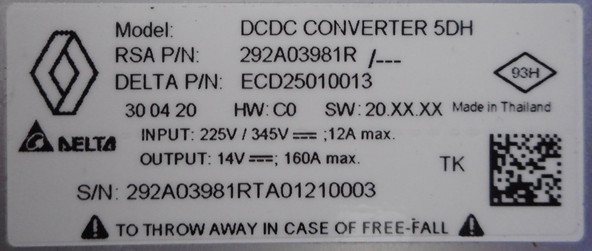 Model: DCDC CONVERTER 5DH
RSA P/N: 292A03981R /---
DELTA P/N: ECD25010013
93H
30 04 20 HW: C0 SW: 20.XX.XX Made in Thailand
DELTA
INPUT: 225V / 345V ⎓ ;12A max.
OUTPUT: 14V ⎓; 160A max.
TK
S/N: 292A03981RTA01210003
TO THROW AWAY IN CASE OF FREE-FALL